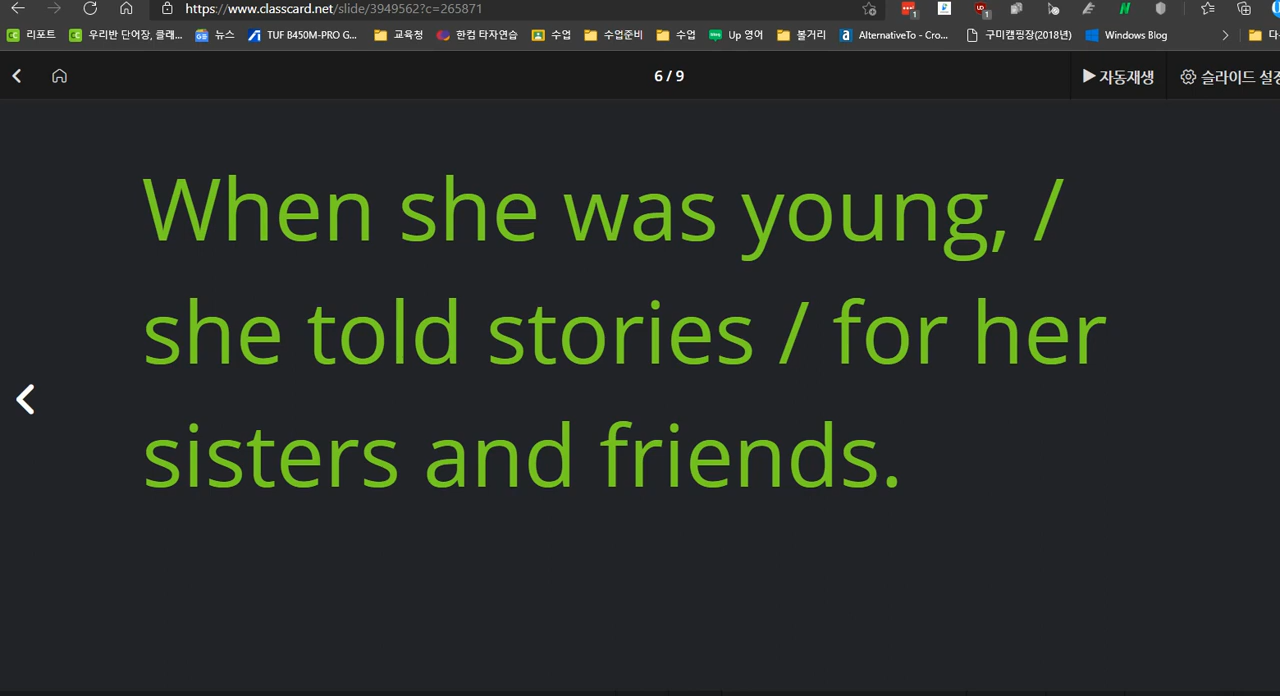 https://www.classcard.net/slide/3949562?c=265871
1
1
리포트
우리반 단어장, 클래...
뉴스
TUF B450M-PRO G...
교육청
한컴 타자연습
수업
수업준비
수업
Up 영어
볼거리
AlternativeTo - Cro...
구미캠핑장(2018년)
Windows Blog
6 / 9
자동재생
슬라이드
When she was young, /
she told stories / for her
sisters and friends.